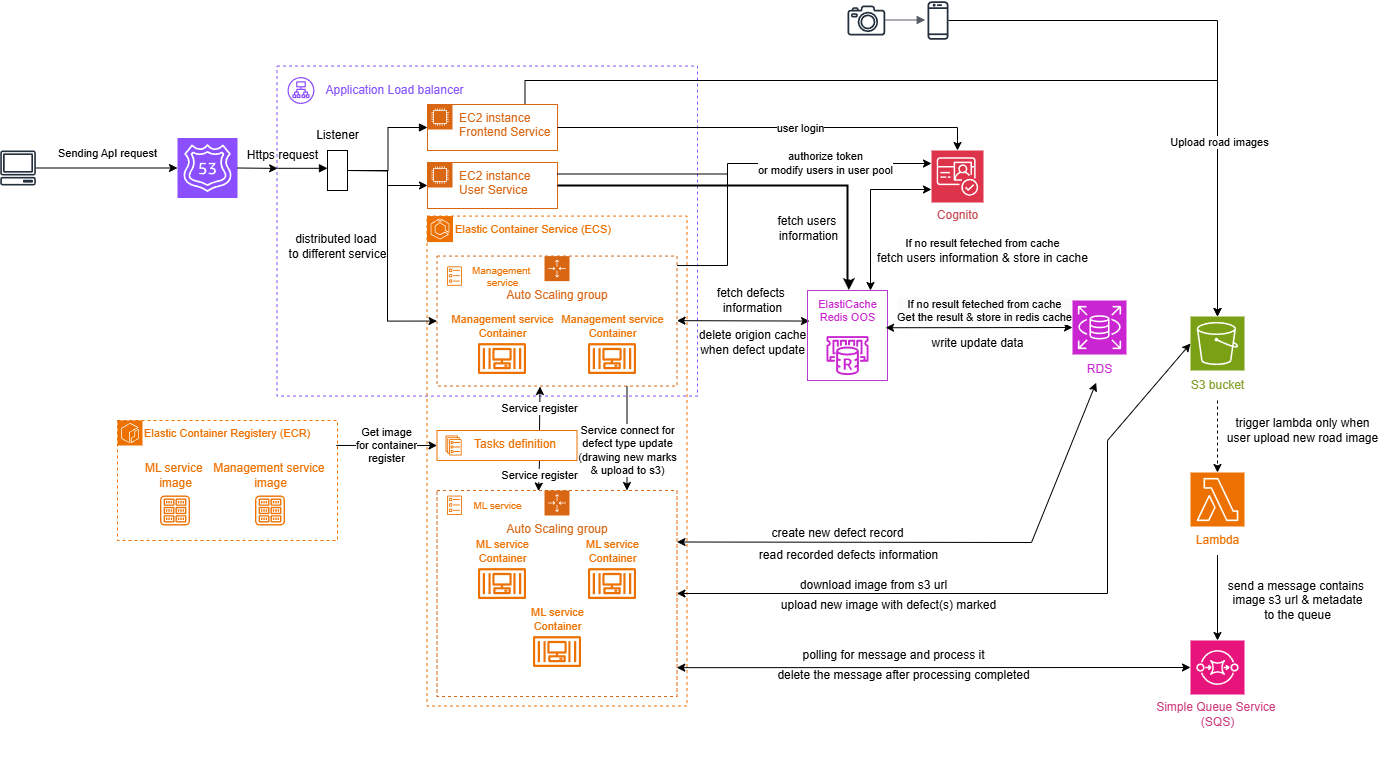 Application Load balancer
Sending ApI request
53
Https request
Listener
distributed load
to different service
EC2 instance
Frontend Service
EC2 instance
User Service
user login
authorize token
or modify users in user pool
Cognito
Upload road images
fetch users
information
If no result feteched from cache
fetch users information & store in cache
Elastic Container Service (ECS)
Management
service
Auto Scaling group
Management service
Container
Management service
Container
fetch defects
information
delete origion cache
when defect update
ElastiCache
Redis OOS
R
If no result feteched from cache
Get the result & store in redis cache
write update data
RDS
S3 bucket
trigger lambda only when
user upload new road image
Lambda
send a message contains
image s3 url & metadate
to the queue
Simple Queue Service
(SQS)
Elastic Container Registery (ECR)
ML service
image
Management service
image
Get image
for container
register
Service register
Tasks definition
Service register
Service connect for
defect type update
(drawing new marks
& upload to s3)
ML service
Auto Scaling group
ML service
Container
ML service
Container
ML service
Container
create new defect record
read recorded defects information
download image from s3 url
upload new image with defect(s) marked
polling for message and process it
delete the message after processing completed